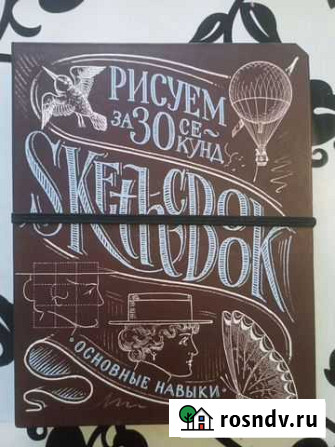 РИСУЕМ
ЗА 30 СЕ~
КУНД
SKETCHBOOK
ОСНОВНЫЕ НАВЫКИ
rosndv.ru